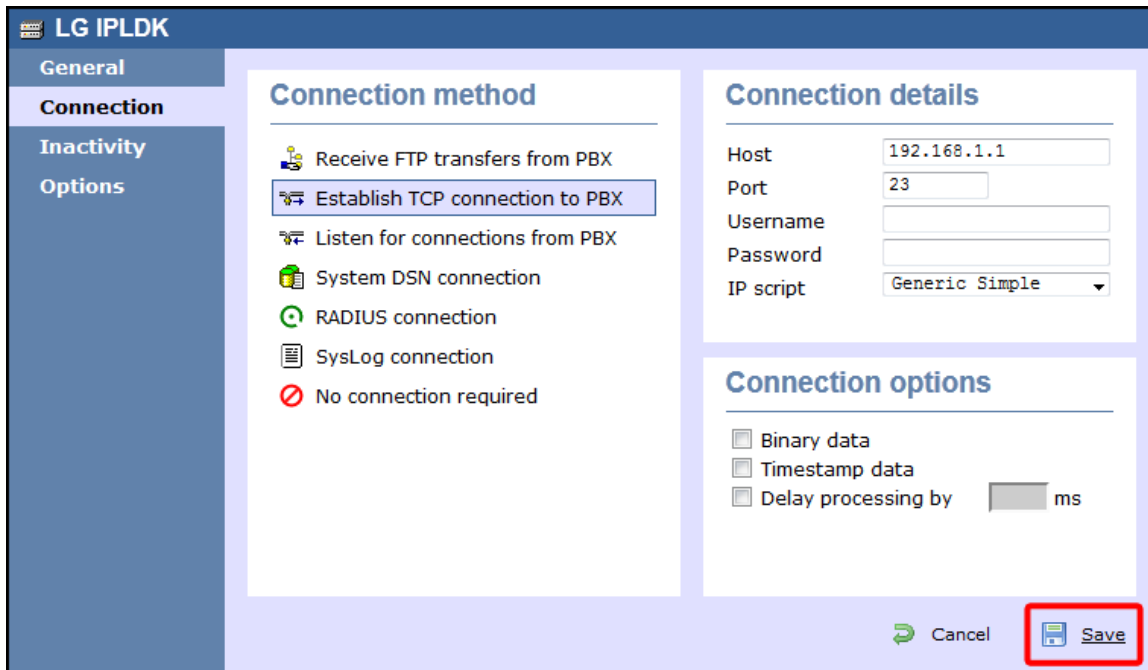 LG IPLDK
General
Connection
Inactivity
Options
Connection method
Receive FTP transfers from PBX
Establish TCP connection to PBX
Listen for connections from PBX
System DSN connection
RADIUS connection
SysLog connection
No connection required
Connection details
Host 192.168.1.1
Port 23
Username
Password
IP script Generic Simple
Connection options
Binary data
Timestamp data
Delay processing by ms
Cancel Save